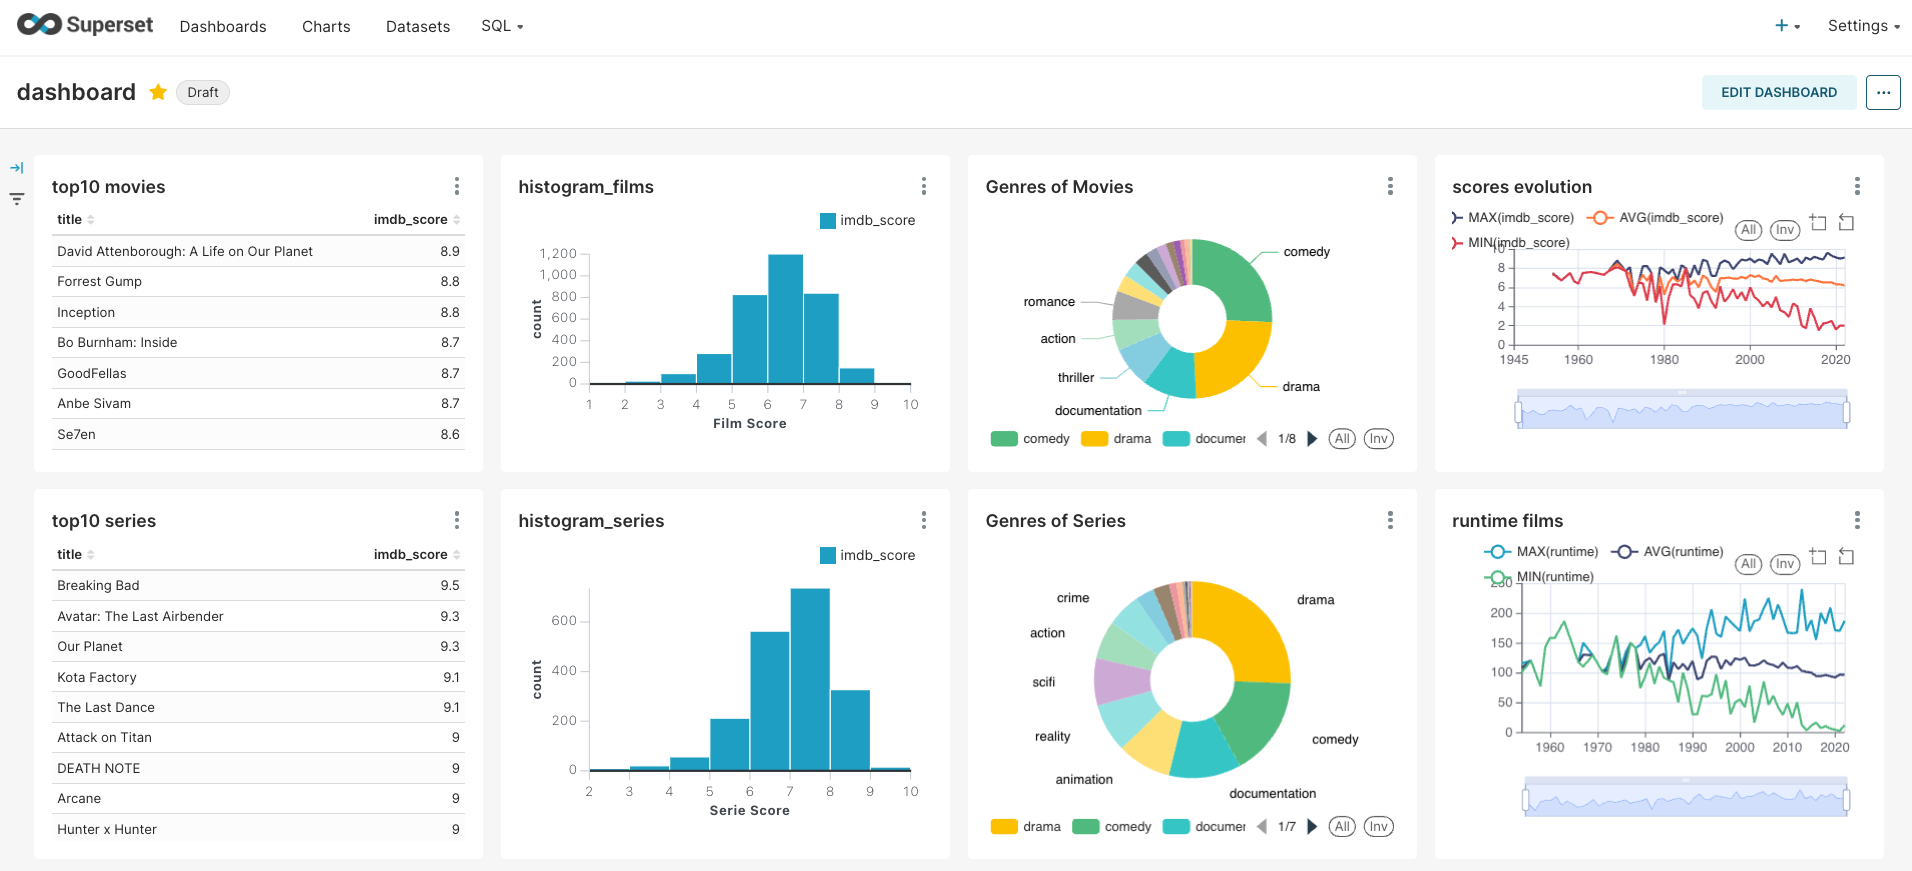 Superset Dashboards Charts Datasets SQL + Settings
dashboard Draft EDIT DASHBOARD ...
top10 movies
title imdb_score
David Attenborough: A Life on Our Planet 8.9
Forrest Gump 8.8
Inception 8.8
Bo Burnham: Inside 8.7
GoodFellas 8.7
Anbe Sivam 8.7
Se7en 8.6
histogram_films
imdb_score
1,200
1,000
800
600
400
200
0
count
1 2 3 4 5 6 7 8 9 10
Film Score
Genres of Movies
comedy
romance
action
thriller
drama
documentation
comedy drama documen 1/8 All Inv
scores evolution
MAX(imdb_score) AVG(imdb_score) All Inv
MIN(imdb_score)
10
8
6
4
2
0
1945 1960 1980 2000 2020
top10 series
title imdb_score
Breaking Bad 9.5
Avatar: The Last Airbender 9.3
Our Planet 9.3
Kota Factory 9.1
The Last Dance 9.1
Attack on Titan 9
DEATH NOTE 9
Arcane 9
Hunter x Hunter 9
histogram_series
imdb_score
600
400
200
0
count
2 3 4 5 6 7 8 9 10
Serie Score
Genres of Series
crime
drama
action
scifi
reality
comedy
animation
documentation
drama comedy documen 1/7 All Inv
runtime films
MAX(runtime) AVG(runtime) All Inv
MIN(runtime)
250
200
150
100
50
0
1960 1970 1980 1990 2000 2010 2020